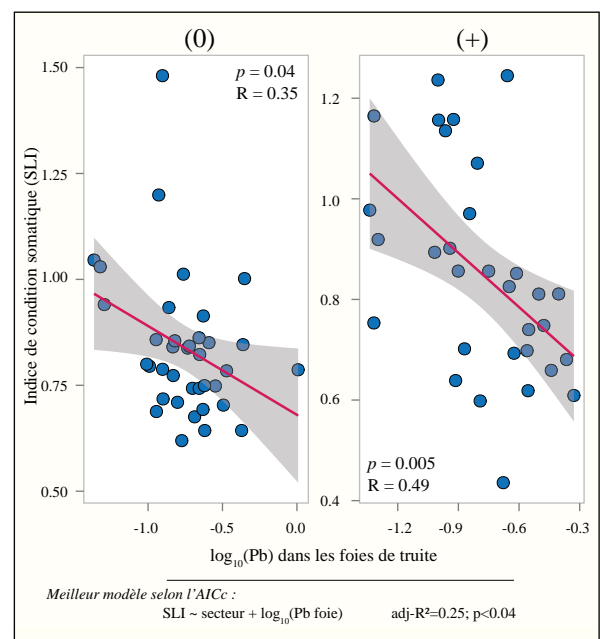 (0)
(+)
p = 0.04
R = 0.35
p = 0.005
R = 0.49
Indice de condition somatique (SLI)
1.50
1.25
1.00
0.75
0.50
1.2
1.0
0.8
0.6
0.4
-1.0
-0.5
0.0
-1.2
-0.9
-0.6
-0.3
log₁₀(Pb) dans les foies de truite
Meilleur modèle selon l'AICc :
SLI ~ secteur + log₁₀(Pb foie) adj-R²=0.25; p<0.04